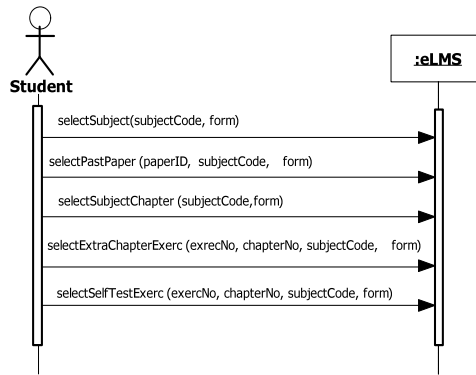 :eLMS
Student
selectSubject(subjectCode, form)
selectPastPaper (paperID, subjectCode, form)
selectSubjectChapter (subjectCode,form)
selectExtraChapterExerc (exrecNo, chapterNo, subjectCode, form)
selectSelfTestExerc (exercNo, chapterNo, subjectCode, form)